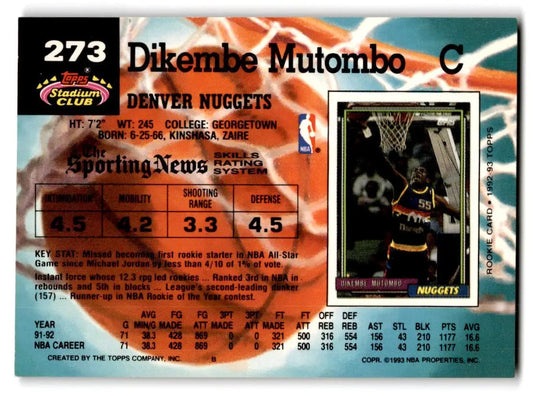 273
Topps
Stadium
CLUB
Dikembe Mutombo C
DENVER NUGGETS
HT: 7'2" WT: 245 COLLEGE: GEORGETOWN
BORN: 6-25-66, KINSHASA, ZAIRE
NBA
The
Sporting News
SKILLS
RATING
SYSTEM
INTIMIDATION MOBILITY SHOOTING RANGE DEFENSE
4.5 4.2 3.3 4.5
KEY STAT: Missed becoming first rookie starter in NBA All-Star
Game since Michael Jordan by less than 4/10 of 1% of vote
Instant force whose 12.3 rpg led rookies ... Ranked 3rd in NBA in
rebounds and 5th in blocks ... League's second-leading dunker
(157) ... Runner-up in NBA Rookie of the Year contest.
55
DIKEMBE MUTOMBO
NUGGETS
ROOKIE CARD • 1992-93 TOPPS
AVG FG FG 3PT 3PT FT FT OFF DEF
YEAR G MIN/G MADE ATT MADE ATT MADE ATT REB REB AST STL BLK PTS AVG
91-92 71 38.3 428 869 0 0 321 500 316 554 156 43 210 1177 16.6
NBA CAREER 71 38.3 428 869 0 0 321 500 316 554 156 43 210 1177 16.6
CREATED BY THE TOPPS COMPANY, INC. B COPR. ©1993 NBA PROPERTIES, INC.